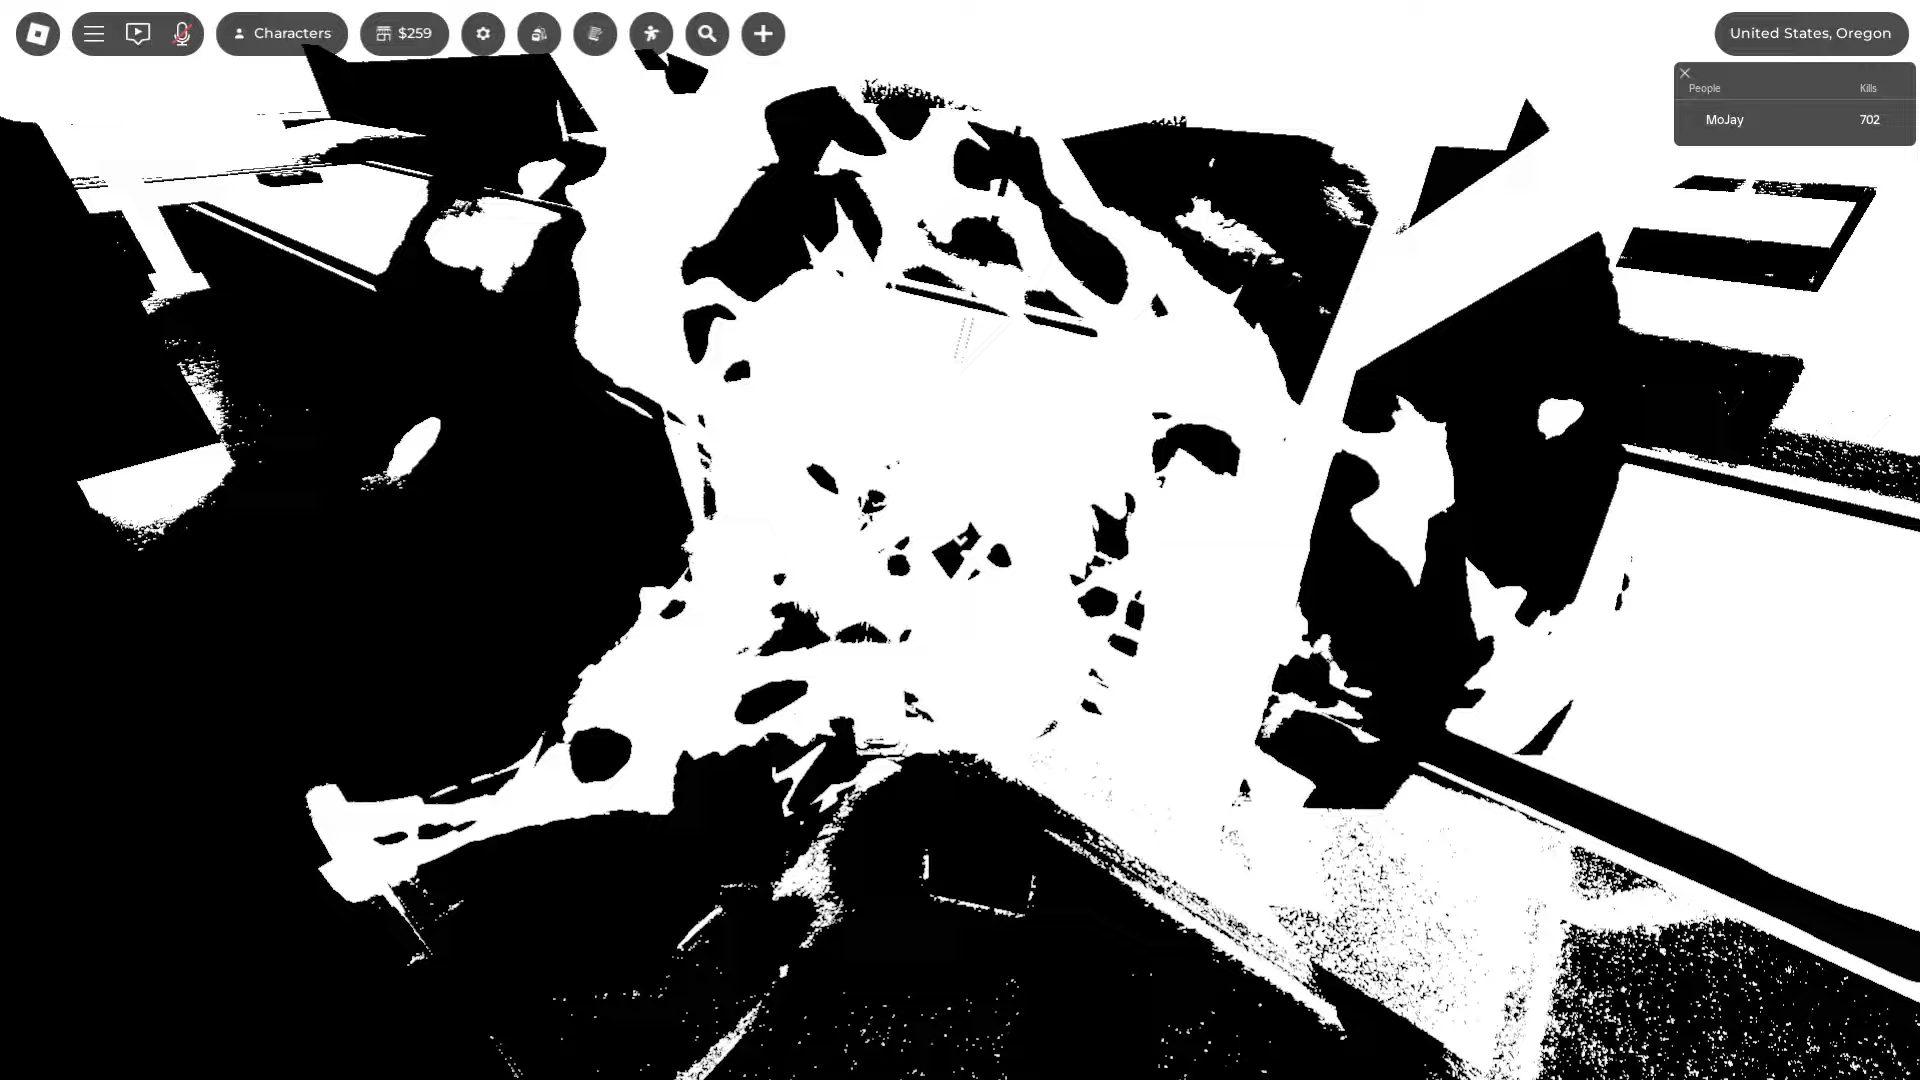 Characters
$259
United States, Oregon
People Kills
MoJay 702